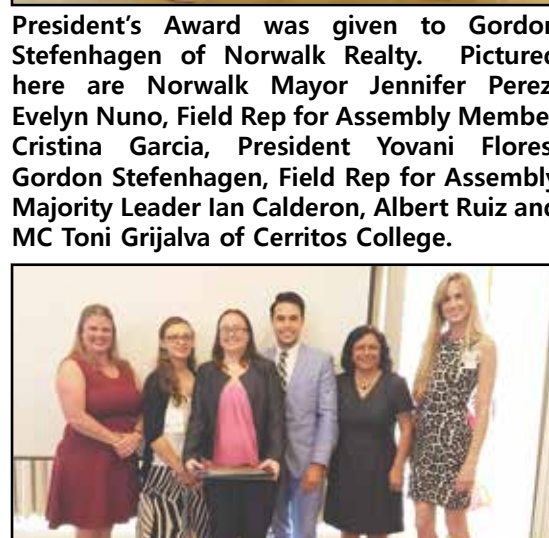 President's Award was given to Gordon
Stefenhagen of Norwalk Realty. Pictured
here are Norwalk Mayor Jennifer Perez
Evelyn Nuno, Field Rep for Assembly Member
Cristina Garcia, President Yovani Flores
Gordon Stefenhagen, Field Rep for Assembly
Majority Leader Ian Calderon, Albert Ruiz and
MC Toni Grijalva of Cerritos College.